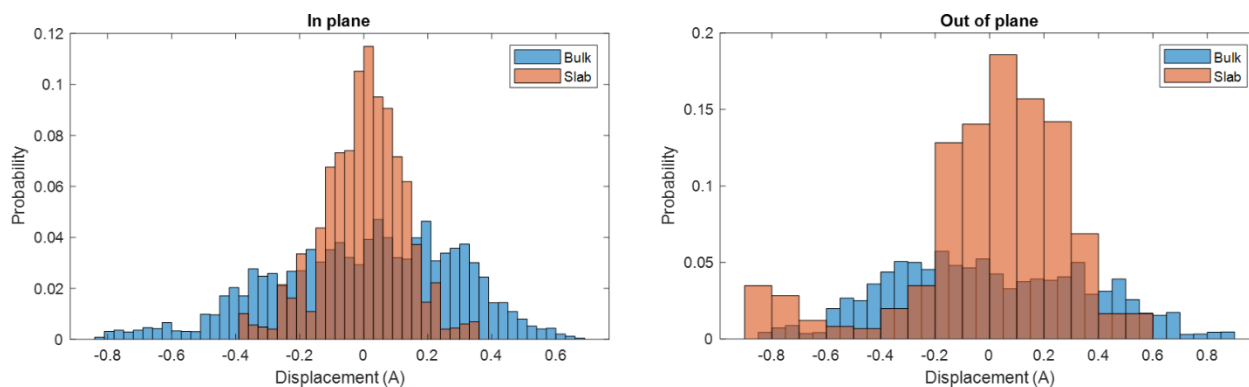 In plane
0.12
0.1
0.08
0.06
0.04
0.02
0
Probability
-0.8 -0.6 -0.4 -0.2 0 0.2 0.4 0.6
Displacement (A)
Bulk
Slab
Out of plane
0.2
0.15
0.1
0.05
0
Probability
-0.8 -0.6 -0.4 -0.2 0 0.2 0.4 0.6 0.8
Displacement (A)
Bulk
Slab